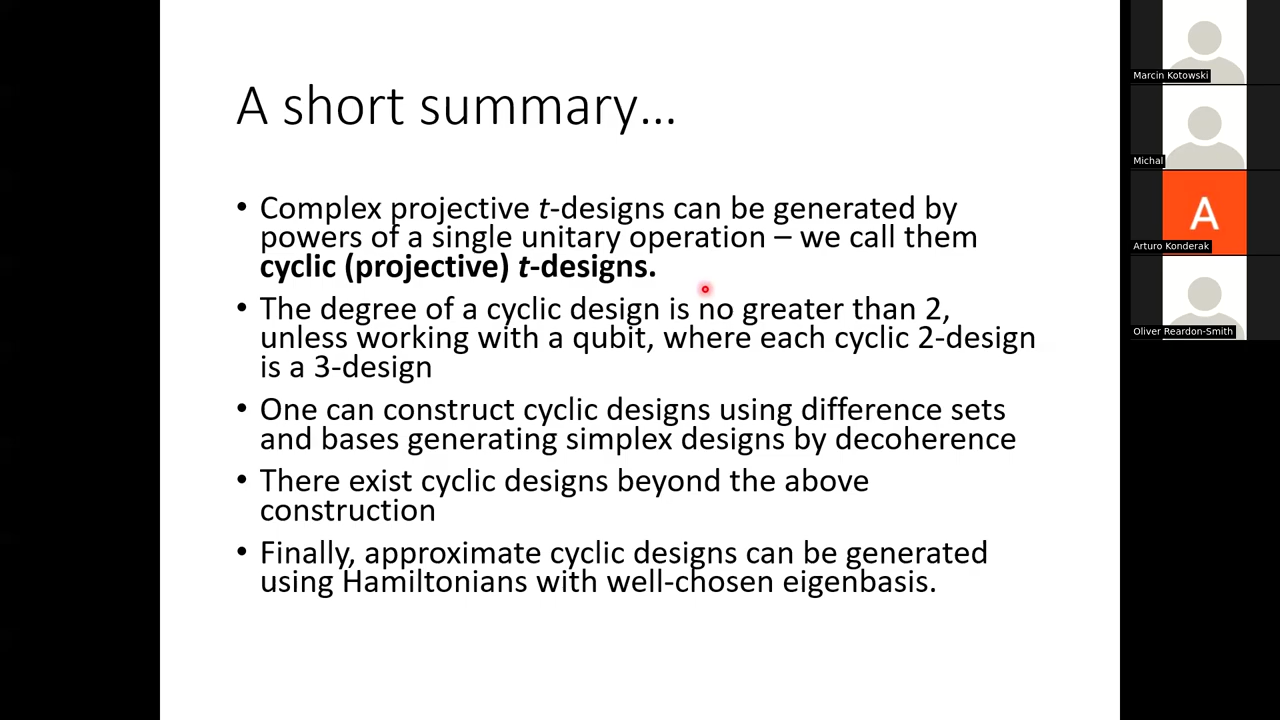 A short summary...
• Complex projective t-designs can be generated by
powers of a single unitary operation – we call them
cyclic (projective) t-designs.
• The degree of a cyclic design is no greater than 2,
unless working with a qubit, where each cyclic 2-design
is a 3-design
• One can construct cyclic designs using difference sets
and bases generating simplex designs by decoherence
• There exist cyclic designs beyond the above
construction
• Finally, approximate cyclic designs can be generated
using Hamiltonians with well-chosen eigenbasis.
Marcin Kotowski
Michal
A
Arturo Konderak
Oliver Reardon-Smith